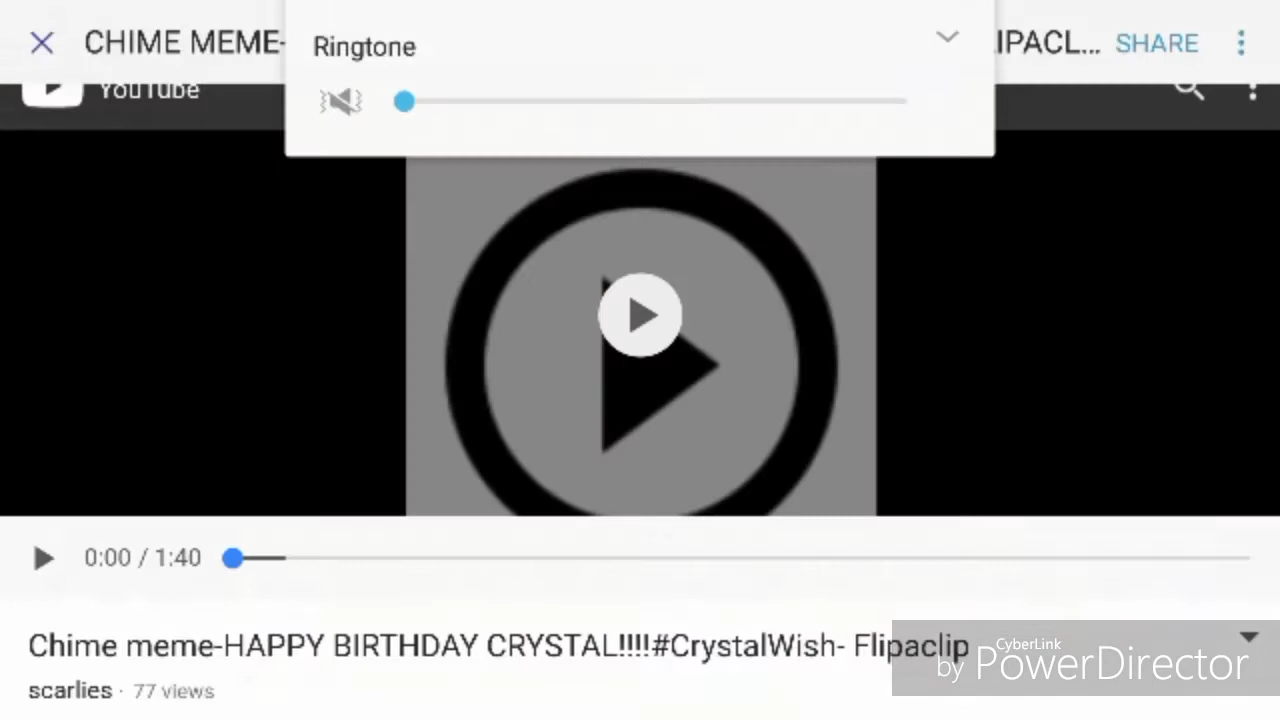 CHIME MEME-
Ringtone
IPACL... SHARE
YouTube
0:00 / 1:40
Chime meme-HAPPY BIRTHDAY CRYSTAL!!!!#CrystalWish- Flipaclip
scarlies · 77 views
CyberLink
by PowerDirector